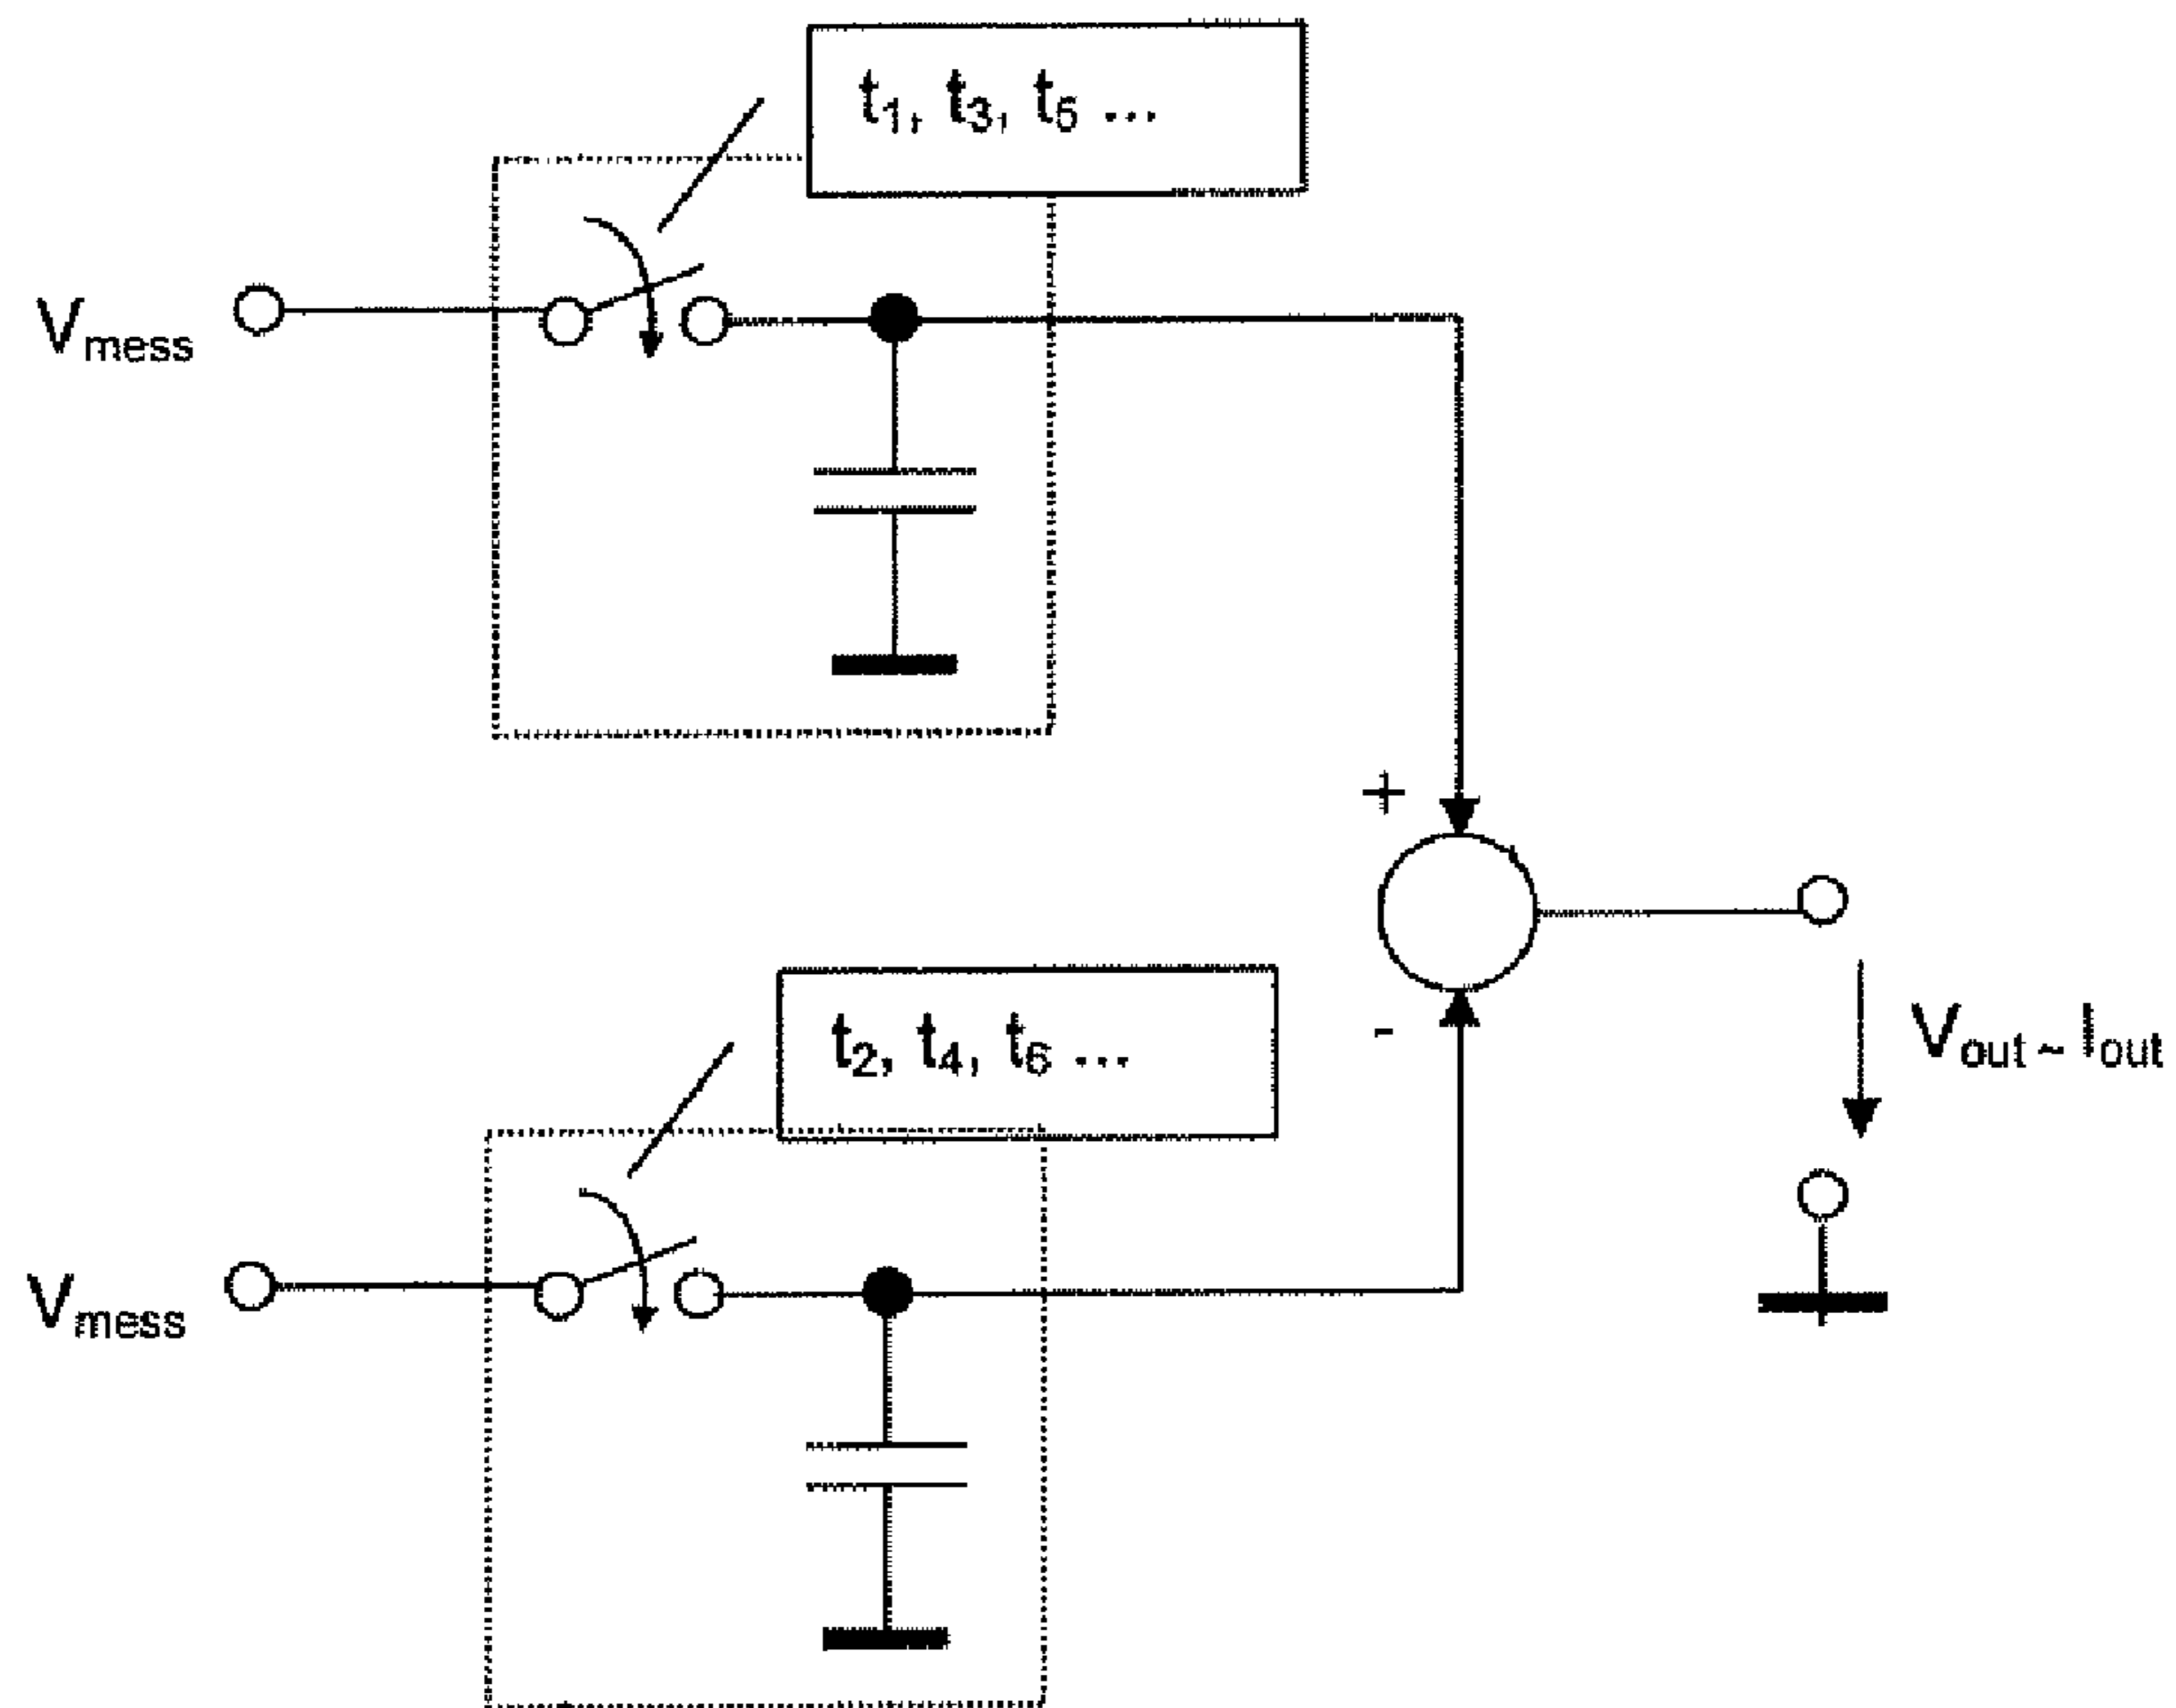 t₁, t₃, t₅ ...
Vmess
+
-
Vout ~ Iout
t₂, t₄, t₆ ...
Vmess